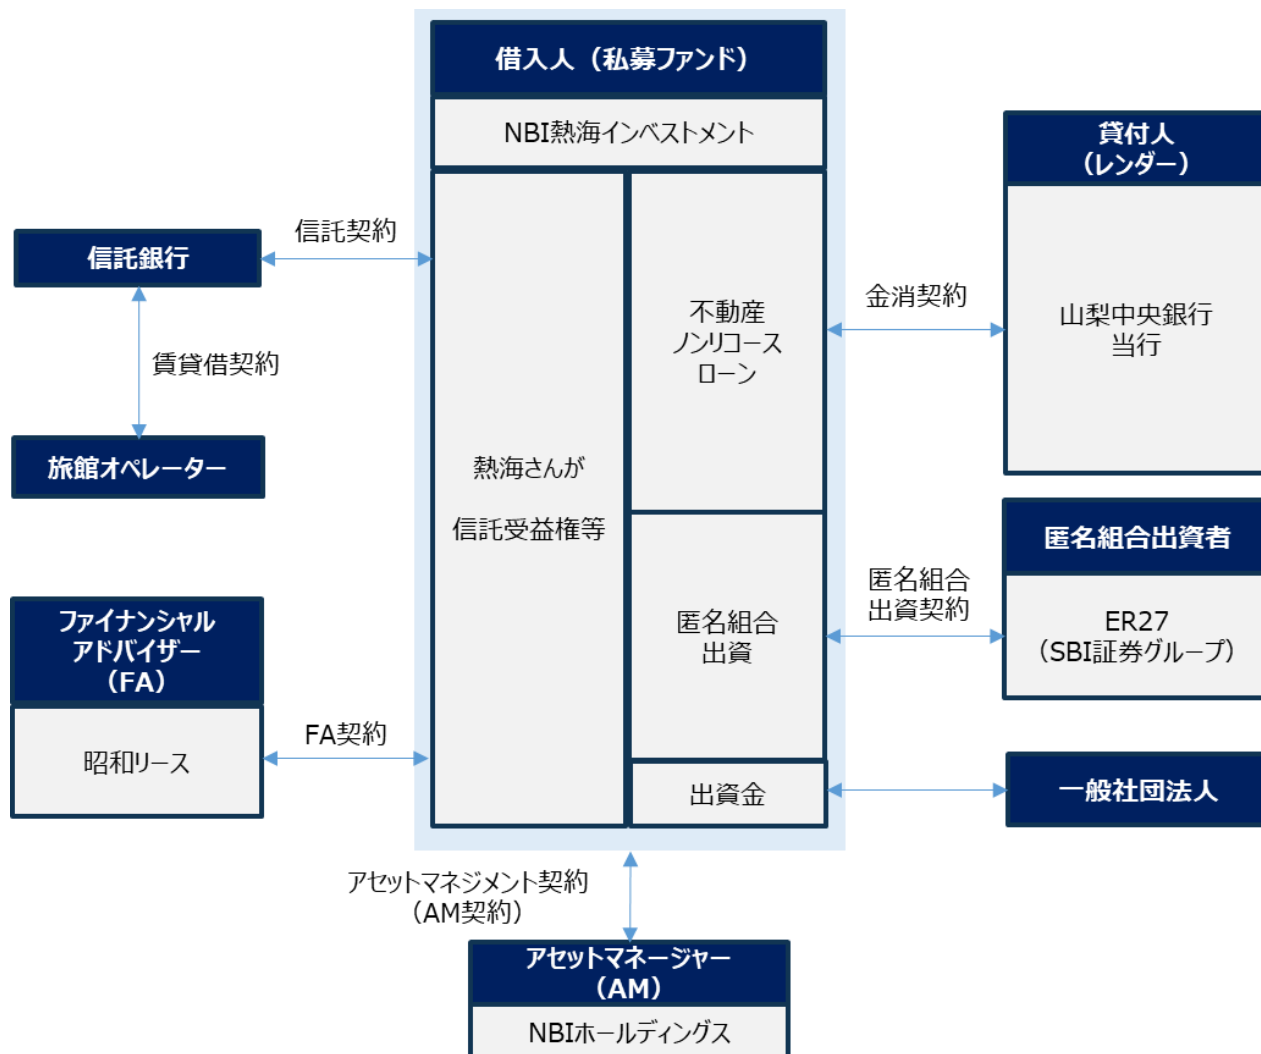 借入人（私募ファンド）
NBI熱海インベストメント
貸付人
（レンダー）
信託契約
信託銀行
金消契約
不動産
ノンリコース
ローン
山梨中央銀行
当行
賃貸借契約
旅館オペレーター
熱海さんが
信託受益権等
匿名組合出資者
匿名組合
出資契約
ER27
（SBI証券グループ）
匿名組合
出資
ファイナンシャル
アドバイザー
（FA）
昭和リース
FA契約
出資金
一般社団法人
アセットマネジメント契約
（AM契約）
アセットマネージャー
（AM）
NBIホールディングス